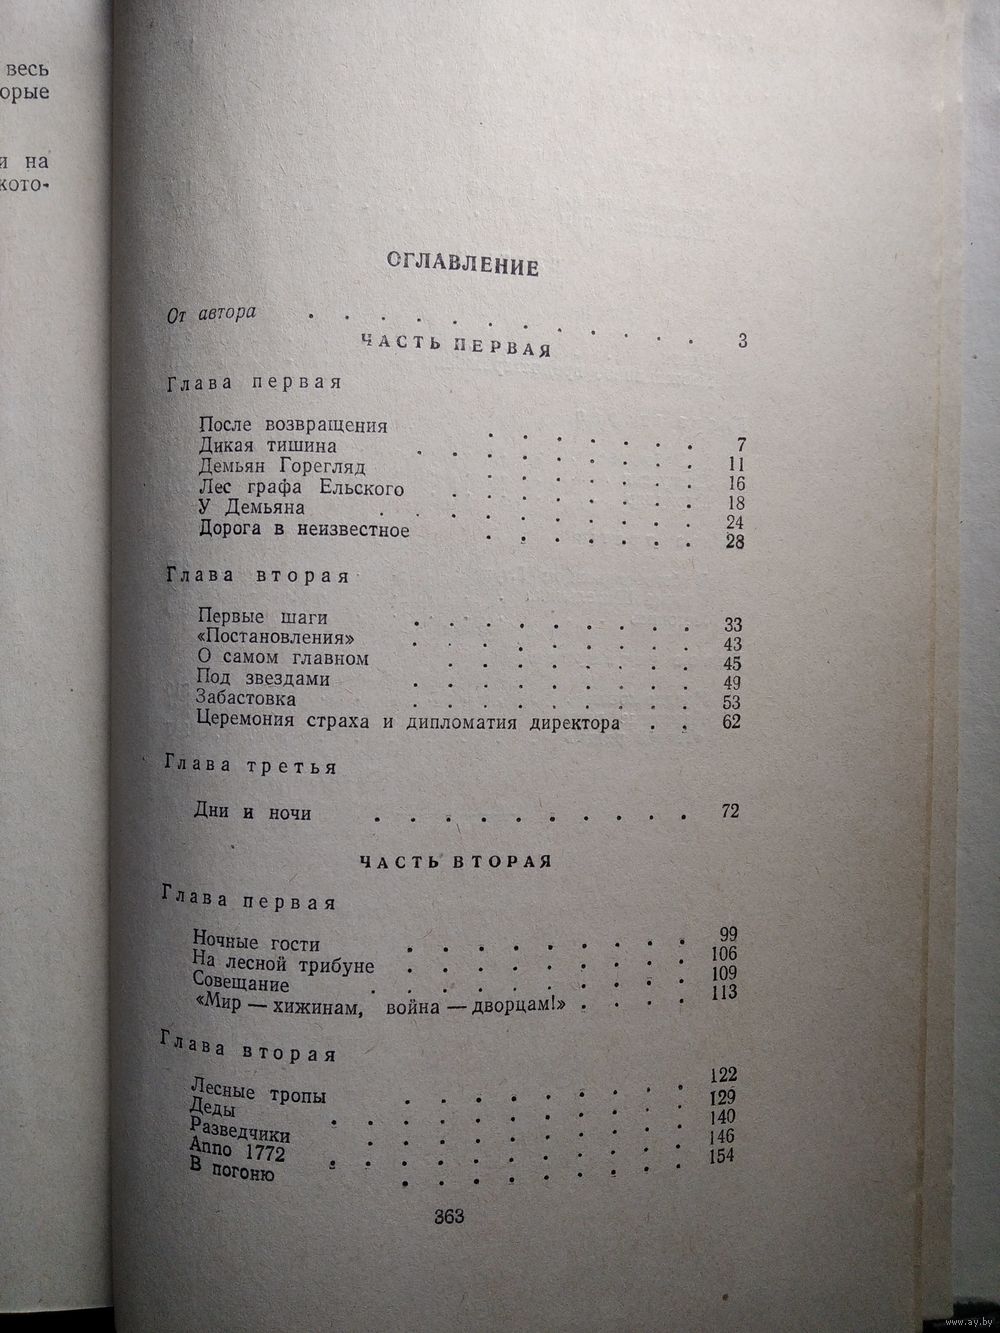 весь
орые
и на
кото-
ОГЛАВЛЕНИЕ
От автора . . . . . . . . . . . 3
ЧАСТЬ ПЕРВАЯ
Глава первая
После возвращения . . . . . . . 7
Дикая тишина . . . . . . . . 11
Демьян Горегляд . . . . . . . 16
Лес графа Ельского . . . . . . . 18
У Демьяна . . . . . . . . . 24
Дорога в неизвестное . . . . . . 28
Глава вторая
Первые шаги . . . . . . . . 33
«Постановления» . . . . . . . . 43
О самом главном . . . . . . . 45
Под звездами . . . . . . . . 49
Забастовка . . . . . . . . 53
Церемония страха и дипломатия директора . . 62
Глава третья
Дни и ночи . . . . . . . . . . 72
ЧАСТЬ ВТОРАЯ
Глава первая
Ночные гости . . . . . . . . . 99
На лесной трибуне . . . . . . . . . 106
Совещание . . . . . . . . . . 109
«Мир — хижинам, война — дворцам!» . . . . 113
Глава вторая
Лесные тропы . . . . . . . . . 122
Деды . . . . . . . . . . . 129
Разведчики . . . . . . . . . . 140
Anno 1772 . . . . . . . . . . . 146
В погоню . . . . . . . . . 154
363
www.ay.by